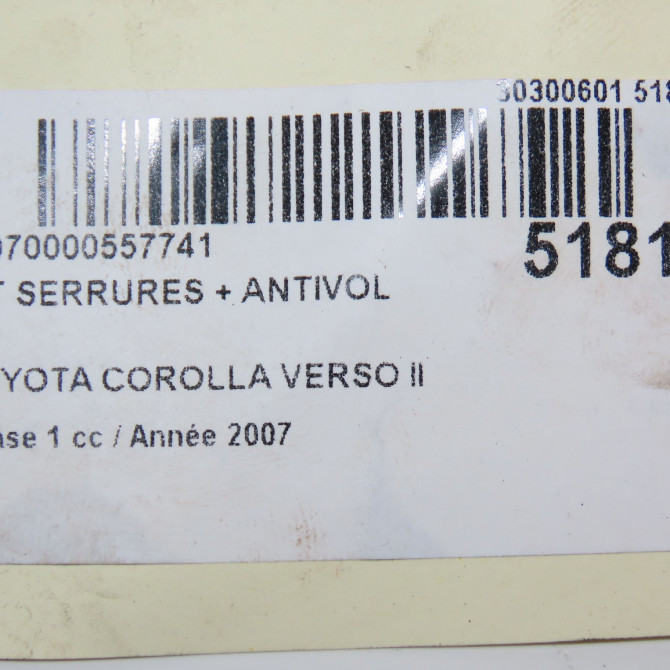 30300601 518
070000557741
5181
T SERRURES + ANTIVOL
YOTA COROLLA VERSO II
ase 1 cc / Année 2007